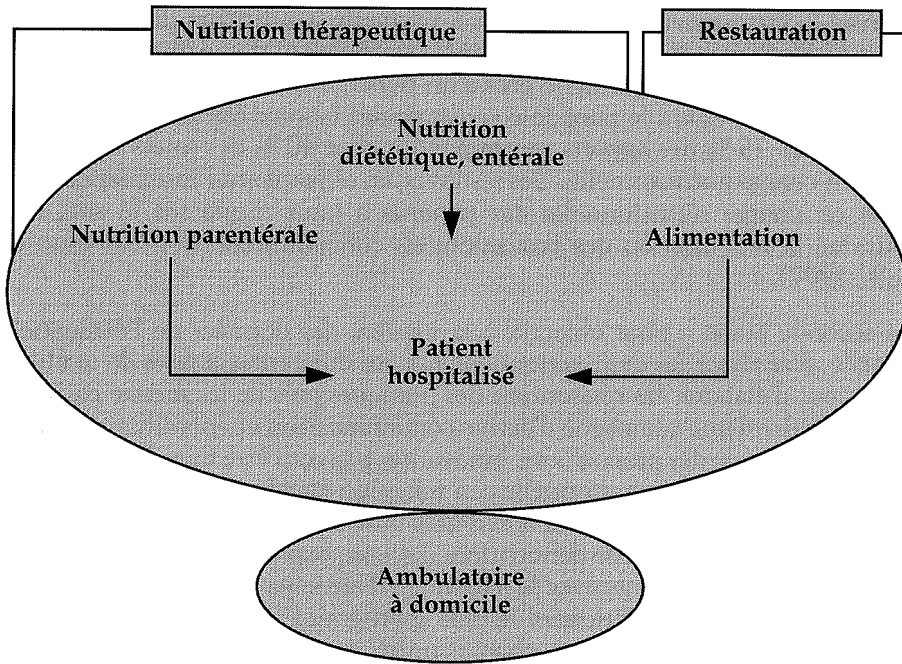 Nutrition thérapeutique
Restauration
Nutrition
diététique, entérale
Nutrition parentérale
Alimentation
Patient
hospitalisé
Ambulatoire
à domicile